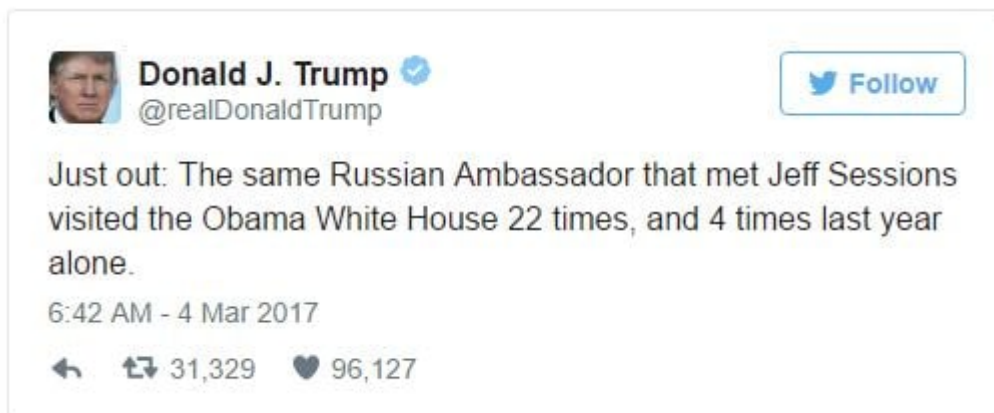 Donald J. Trump
Follow
@realDonaldTrump
Just out: The same Russian Ambassador that met Jeff Sessions
visited the Obama White House 22 times, and 4 times last year
alone.
6:42 AM - 4 Mar 2017
31,329 96,127